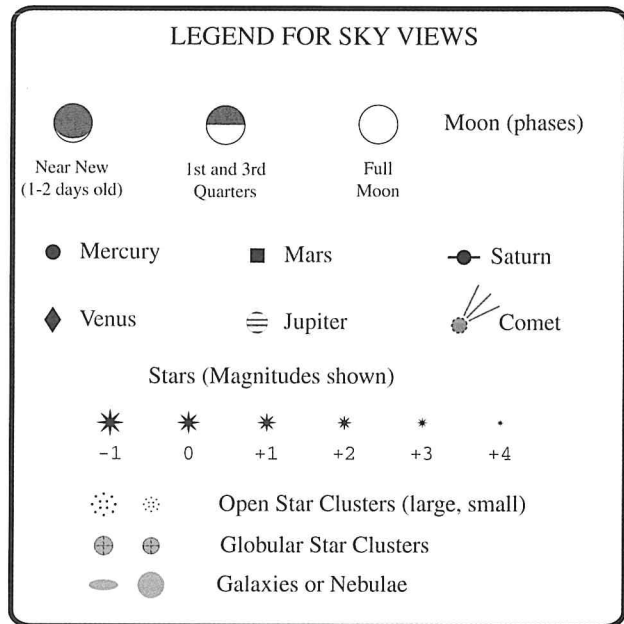 LEGEND FOR SKY VIEWS
Moon (phases)
Near New
(1-2 days old)
1st and 3rd
Quarters
Full
Moon
Mercury
Mars
Saturn
Venus
Jupiter
Comet
Stars (Magnitudes shown)
-1 0 +1 +2 +3 +4
Open Star Clusters (large, small)
Globular Star Clusters
Galaxies or Nebulae